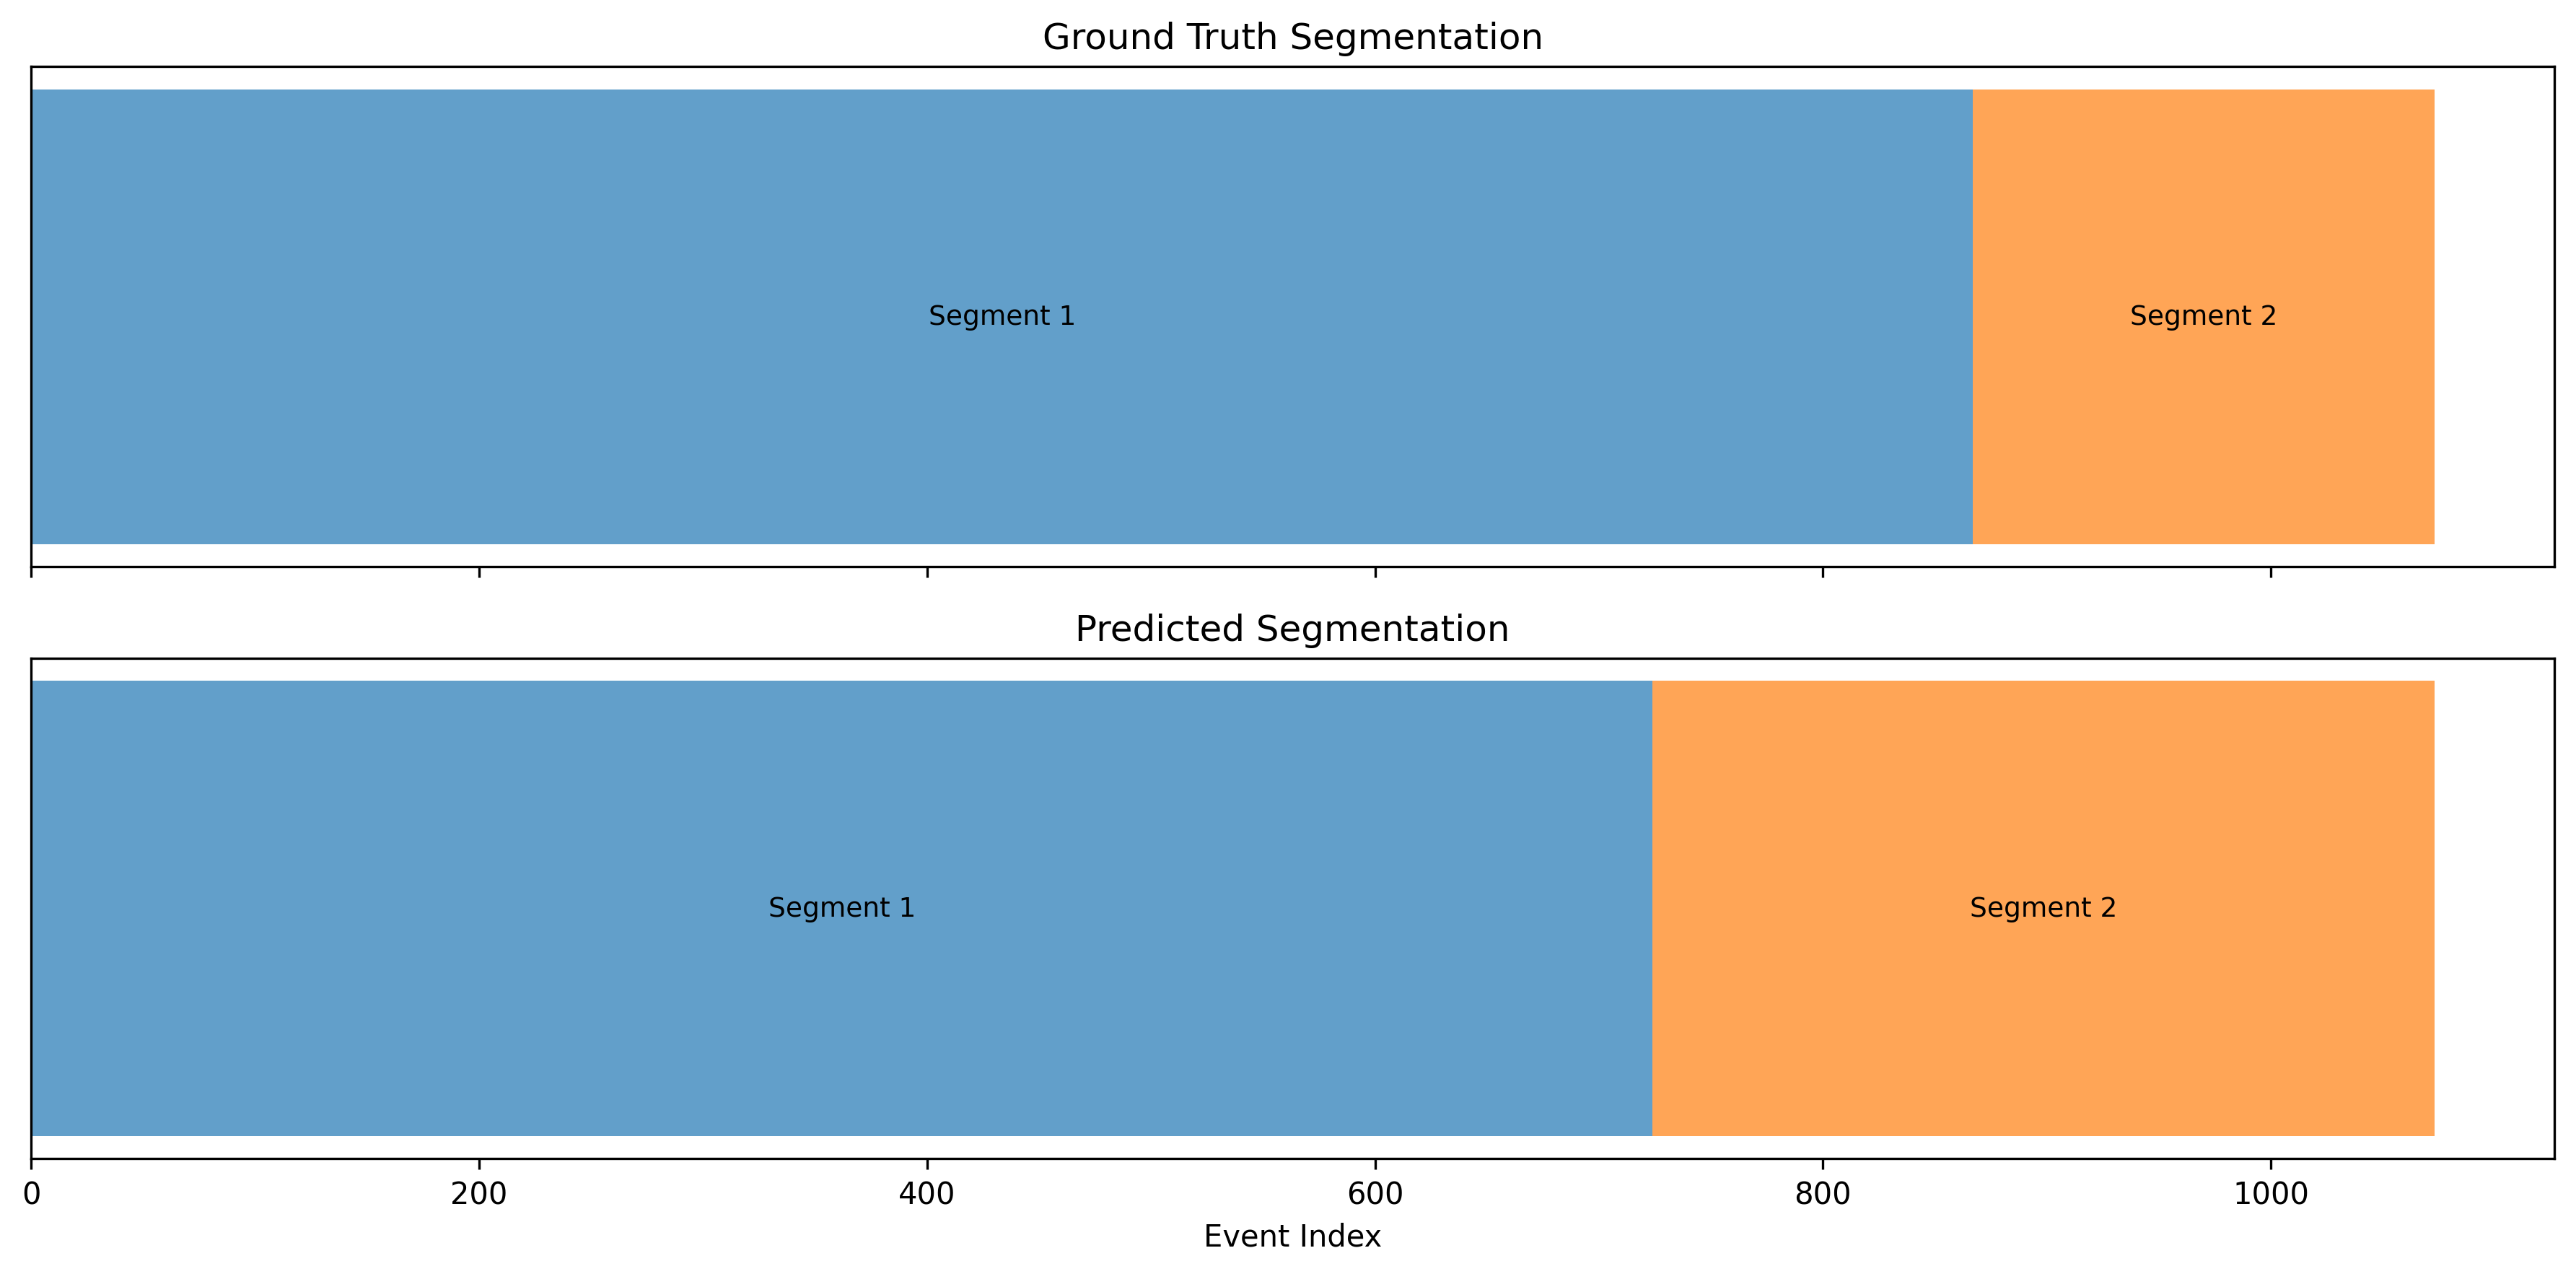 Ground Truth Segmentation
Segment 1 Segment 2
Predicted Segmentation
Segment 1 Segment 2
0 200 400 600 800 1000
Event Index